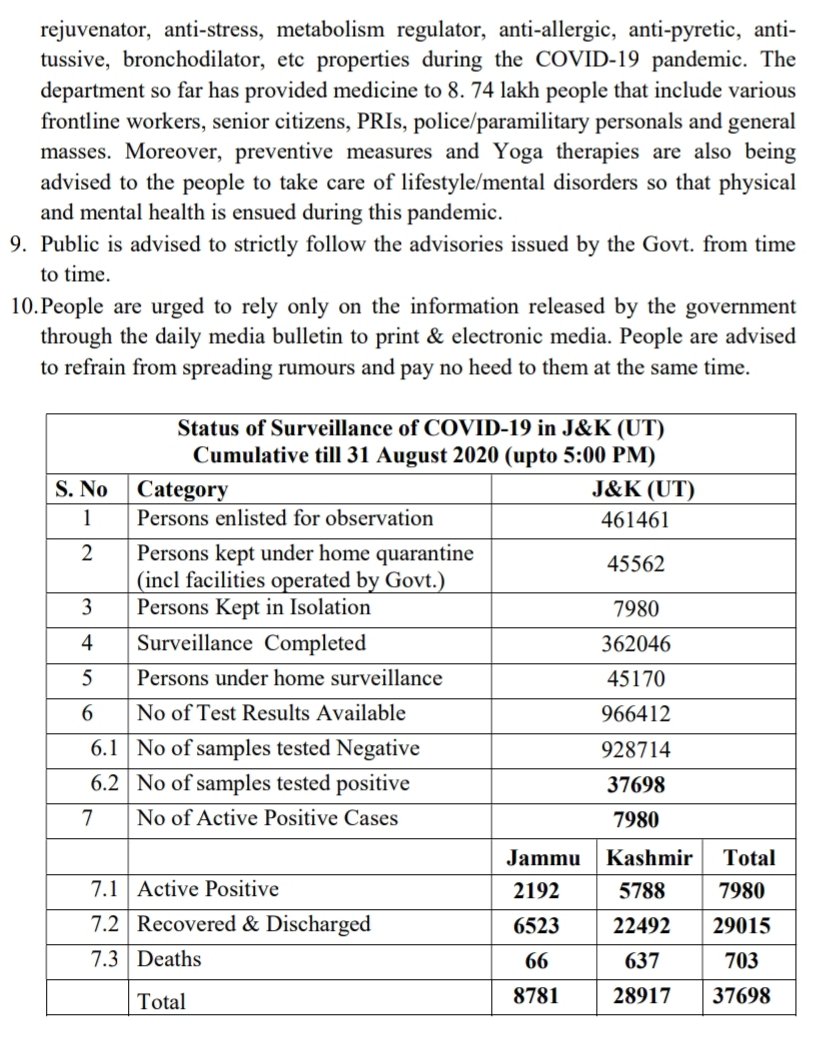 rejuvenator, anti-stress, metabolism regulator, anti-allergic, anti-pyretic, anti-
tussive, bronchodilator, etc properties during the COVID-19 pandemic. The
department so far has provided medicine to 8. 74 lakh people that include various
frontline workers, senior citizens, PRIs, police/paramilitary personals and general
masses. Moreover, preventive measures and Yoga therapies are also being
advised to the people to take care of lifestyle/mental disorders so that physical
and mental health is ensued during this pandemic.
9. Public is advised to strictly follow the advisories issued by the Govt. from time
to time.
10.People are urged to rely only on the information released by the government
through the daily media bulletin to print & electronic media. People are advised
to refrain from spreading rumours and pay no heed to them at the same time.
Status of Surveillance of COVID-19 in J&K (UT)
Cumulative till 31 August 2020 (upto 5:00 PM)
S. No Category J&K (UT)
1 Persons enlisted for observation 461461
2 Persons kept under home quarantine
(incl facilities operated by Govt.) 45562
3 Persons Kept in Isolation 7980
4 Surveillance Completed 362046
5 Persons under home surveillance 45170
6 No of Test Results Available 966412
6.1 No of samples tested Negative 928714
6.2 No of samples tested positive 37698
7 No of Active Positive Cases 7980
Jammu Kashmir Total
7.1 Active Positive 2192 5788 7980
7.2 Recovered & Discharged 6523 22492 29015
7.3 Deaths 66 637 703
Total 8781 28917 37698